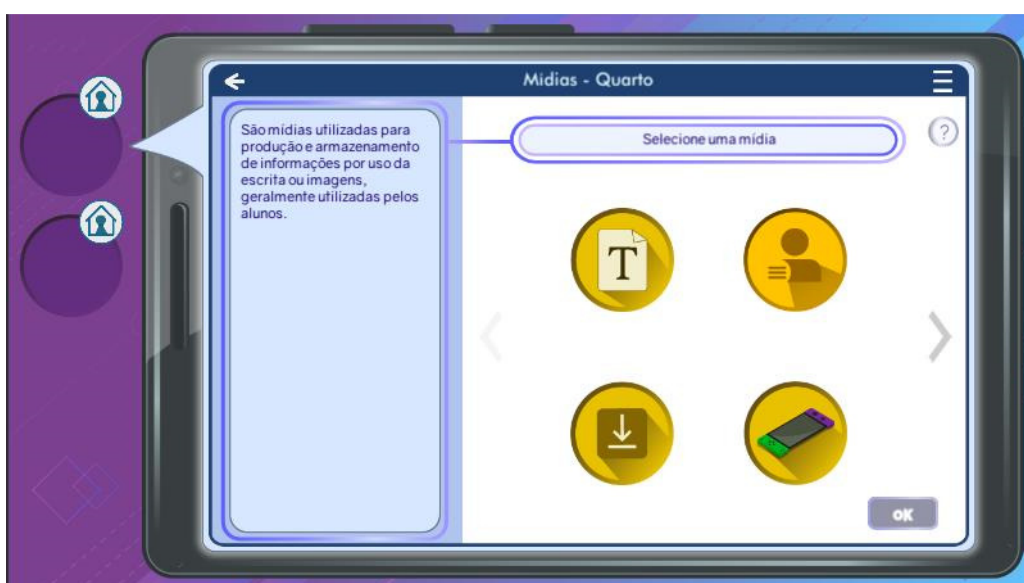 Mídias - Quarto
São mídias utilizadas para
produção e armazenamento
de informações por uso da
escrita ou imagens,
geralmente utilizadas pelos
alunos.
Selecione uma mídia
?
T
OK